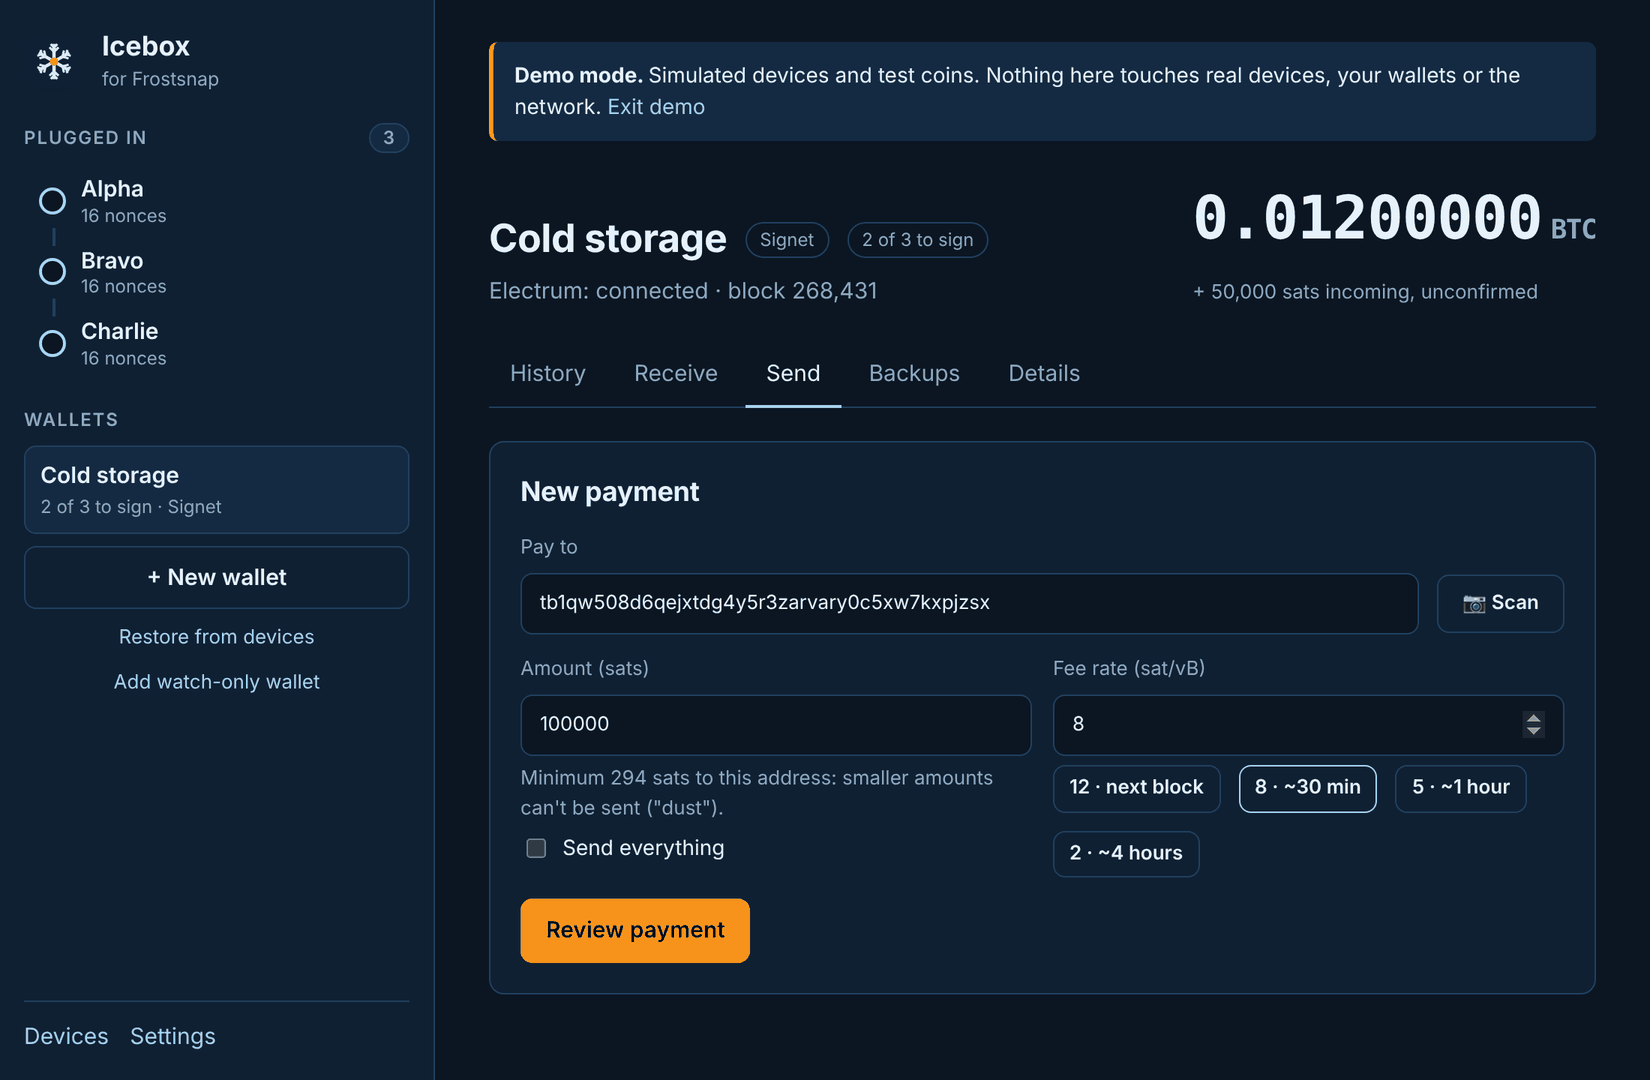 Icebox
for Frostsnap
PLUGGED IN
3
Alpha
16 nonces
Bravo
16 nonces
Charlie
16 nonces
WALLETS
Cold storage
2 of 3 to sign · Signet
+ New wallet
Restore from devices
Add watch-only wallet
Devices
Settings
Demo mode. Simulated devices and test coins. Nothing here touches real devices, your wallets or the
network. Exit demo
Cold storage
Signet
2 of 3 to sign
Electrum: connected · block 268,431
0.01200000 BTC
+ 50,000 sats incoming, unconfirmed
History
Receive
Send
Backups
Details
New payment
Pay to
tb1qw508d6qejxtdg4y5r3zarvary0c5xw7kxpjzsx
Scan
Amount (sats)
100000
Minimum 294 sats to this address: smaller amounts
can't be sent ("dust").
Send everything
Fee rate (sat/vB)
8
12 · next block
8 · ~30 min
5 · ~1 hour
2 · ~4 hours
Review payment